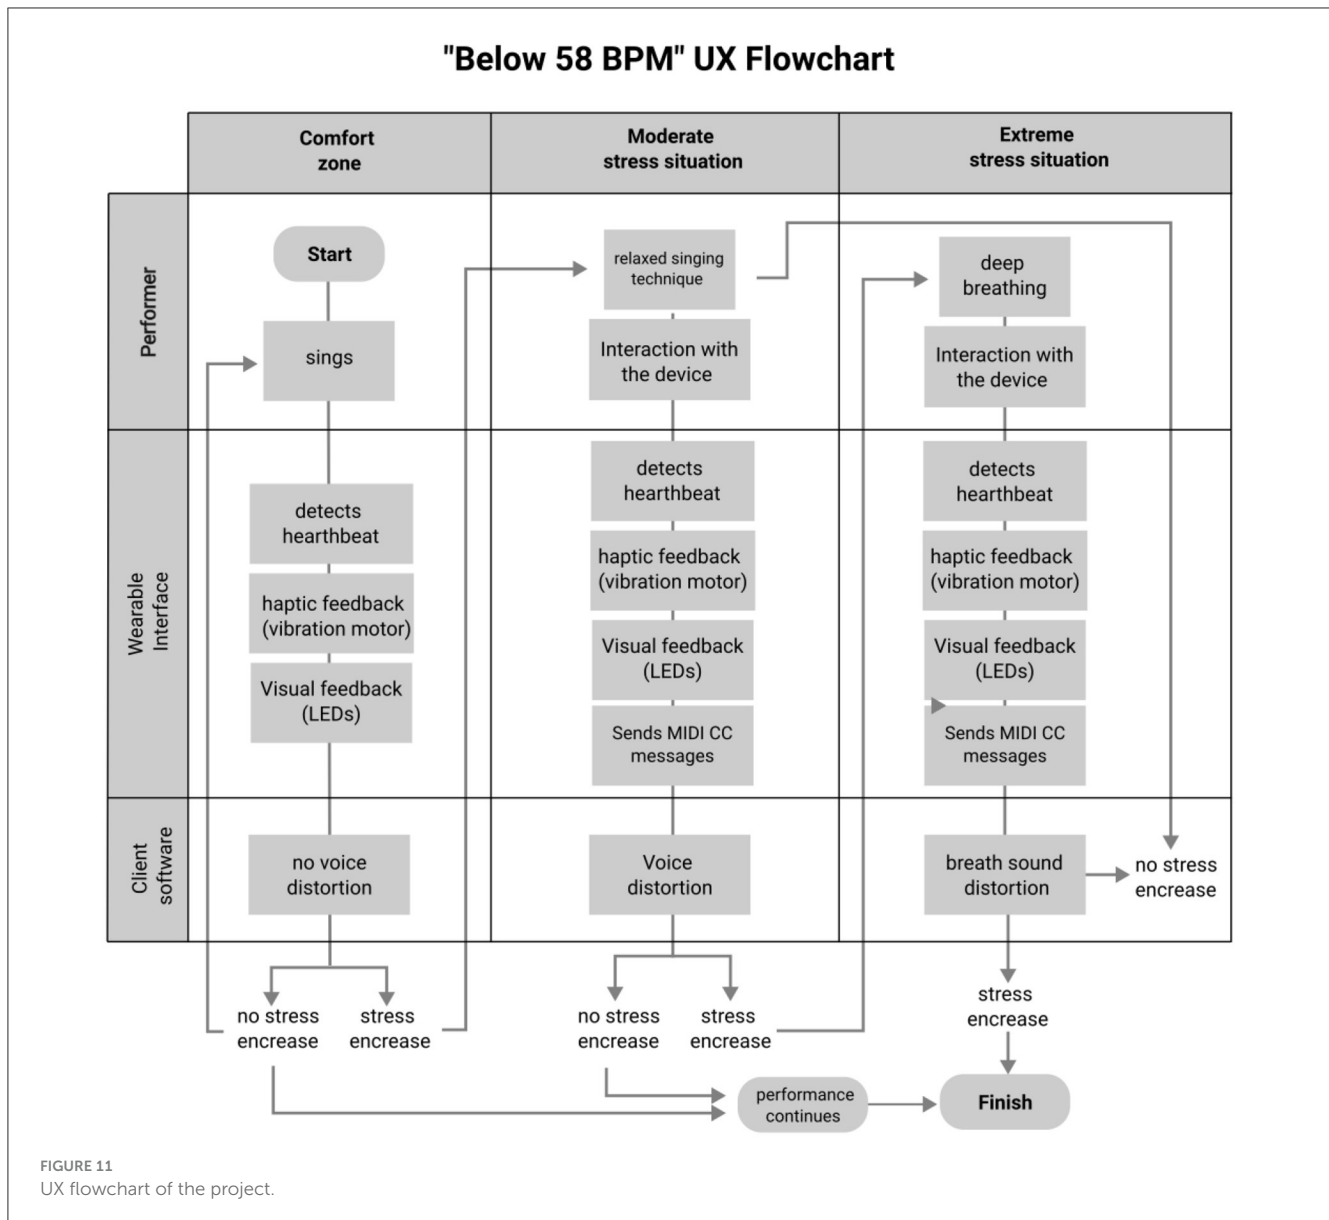 "Below 58 BPM" UX Flowchart
Comfort
zone
Moderate
stress situation
Extreme
stress situation
Performer
Start
sings
relaxed singing
technique
Interaction with
the device
deep
breathing
Interaction with
the device
Wearable
Interface
detects
hearthbeat
haptic feedback
(vibration motor)
Visual feedback
(LEDs)
detects
hearthbeat
haptic feedback
(vibration motor)
Visual feedback
(LEDs)
Sends MIDI CC
messages
detects
hearthbeat
haptic feedback
(vibration motor)
Visual feedback
(LEDs)
Sends MIDI CC
messages
Client
software
no voice
distortion
Voice
distortion
breath sound
distortion
no stress
encrease
no stress
encrease
stress
encrease
no stress
encrease
stress
encrease
stress
encrease
performance
continues
Finish
FIGURE 11
UX flowchart of the project.